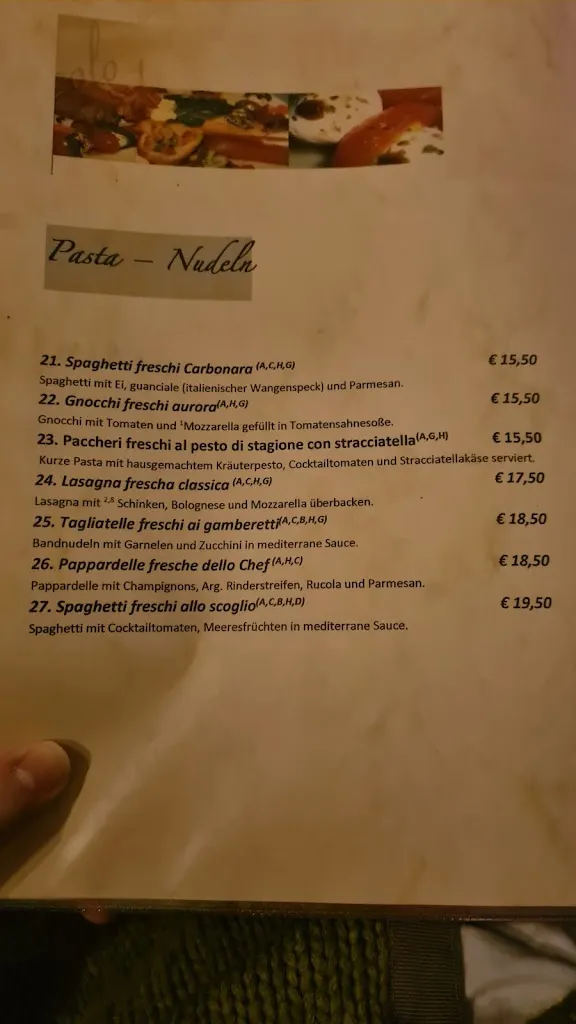 Pasta – Nudeln
21. Spaghetti freschi Carbonara (A,C,H,G) € 15,50
Spaghetti mit Ei, guanciale (italienischer Wangenspeck) und Parmesan.
22. Gnocchi freschi aurora(A,H,G) € 15,50
Gnocchi mit Tomaten und ¹Mozzarella gefüllt in Tomatensahnesoße.
23. Paccheri freschi al pesto di stagione con stracciatella(A,G,H) € 15,50
Kurze Pasta mit hausgemachtem Kräuterpesto, Cocktailtomaten und Stracciatellakäse serviert.
24. Lasagna frescha classica (A,C,H,G) € 17,50
Lasagna mit ²,⁸ Schinken, Bolognese und Mozzarella überbacken.
25. Tagliatelle freschi ai gamberetti(A,C,B,H,G) € 18,50
Bandnudeln mit Garnelen und Zucchini in mediterrane Sauce.
26. Pappardelle fresche dello Chef(A,H,C) € 18,50
Pappardelle mit Champignons, Arg. Rinderstreifen, Rucola und Parmesan.
27. Spaghetti freschi allo scoglio(A,C,B,H,D) € 19,50
Spaghetti mit Cocktailtomaten, Meeresfrüchten in mediterrane Sauce.